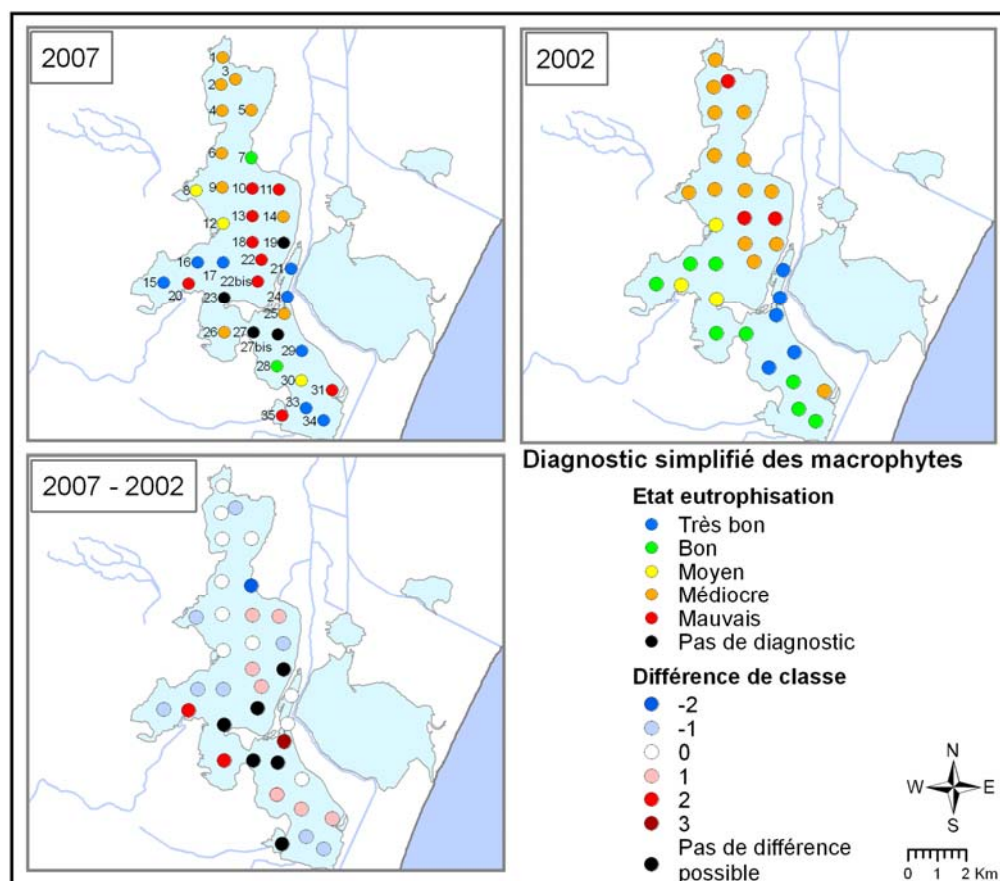 2007
1
3
2
4
5
6
7
8
9
10
11
12
13
14
18
19
16
17
22
21
15
20
22bis
23
24
25
26
27
27bis
29
28
30
31
33
35
34
2002
2007 - 2002
Diagnostic simplifié des macrophytes
Etat eutrophisation
Très bon
Bon
Moyen
Médiocre
Mauvais
Pas de diagnostic
Différence de classe
-2
-1
0
1
2
3
Pas de différence
possible
N
W E
S
0 1 2 Km